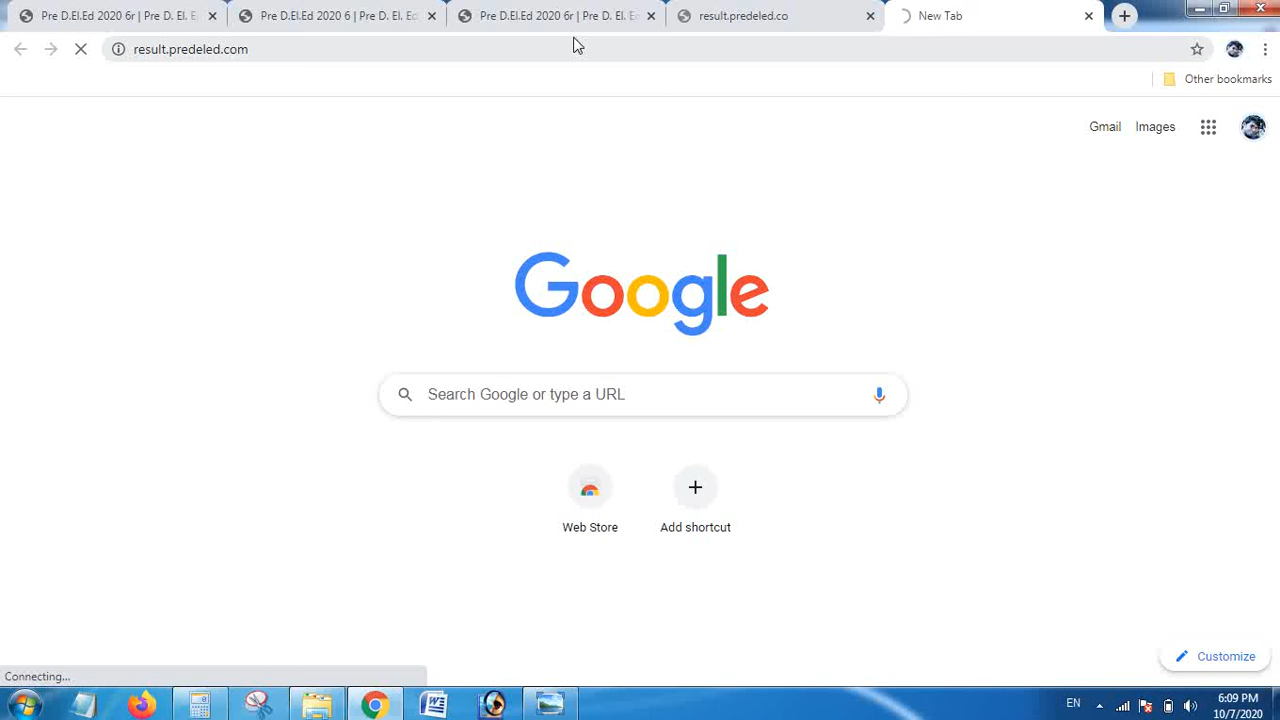 Pre D.El.Ed 2020 6r | Pre D. El. E
Pre D.El.Ed 2020 6 | Pre D. El. Ed
Pre D.El.Ed 2020 6r | Pre D. El. E
result.predeled.co
New Tab
result.predeled.com
Other bookmarks
Gmail
Images
Google
Search Google or type a URL
Web Store
Add shortcut
Customize
Connecting...
EN
6:09 PM
10/7/2020